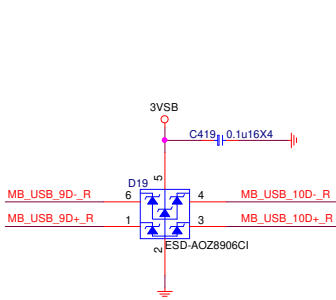 3VSB
C419 0.1u16X4
5
D19
MB_USB_9D-_R 6 4 MB_USB_10D-_R
MB_USB_9D+_R 1 3 MB_USB_10D+_R
2
ESD-AOZ8906CI